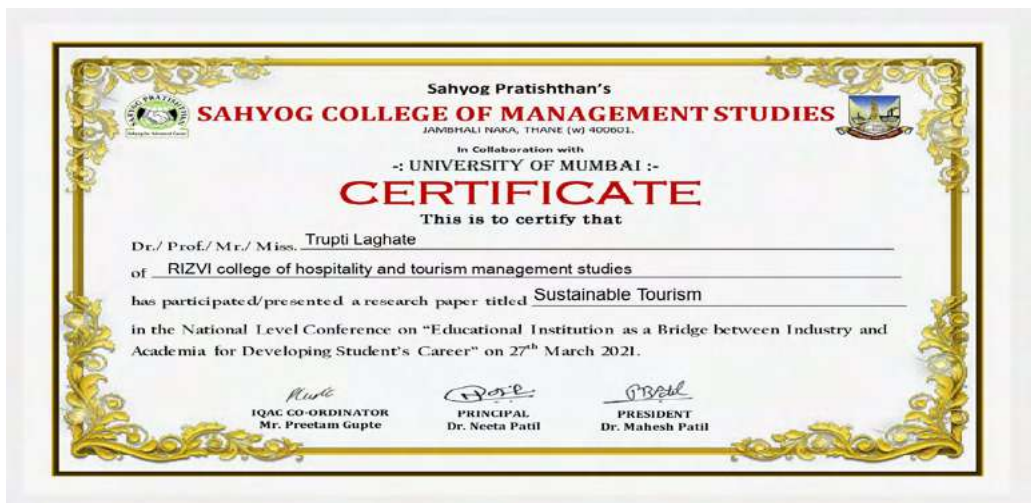 Sahyog Pratishthan's
SAHYOG COLLEGE OF MANAGEMENT STUDIES
JAMBHALI NAKA, THANE (w) 400601.
In Collaboration with
-: UNIVERSITY OF MUMBAI :-
CERTIFICATE
This is to certify that
Dr./ Prof./ Mr./ Miss. Trupti Laghate
of RIZVI college of hospitality and tourism management studies
has participated/presented a research paper titled Sustainable Tourism
in the National Level Conference on "Educational Institution as a Bridge between Industry and
Academia for Developing Student's Career" on 27th March 2021.
IQAC CO-ORDINATOR PRINCIPAL PRESIDENT
Mr. Preetam Gupte Dr. Neeta Patil Dr. Mahesh Patil